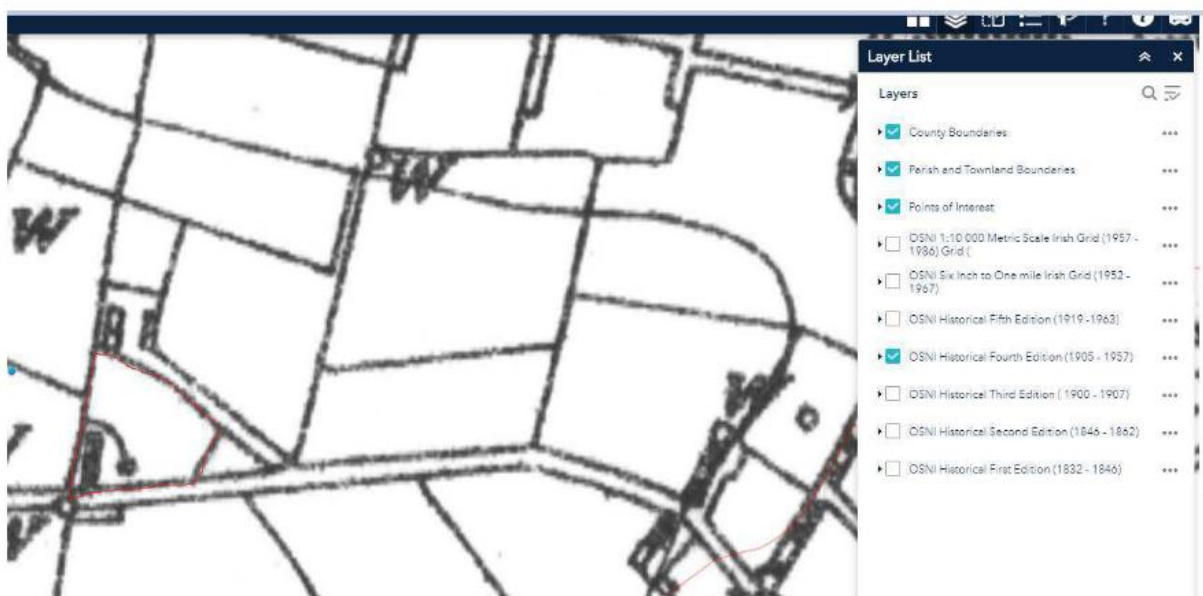 Layer List
Layers
County Boundaries
Parish and Townland Boundaries
Points of Interest
OSNI 1:10 000 Metric Scale Irish Grid (1957 -
1986) Grid (
OSNI Six Inch to One mile Irish Grid (1952 -
1967)
OSNI Historical Fifth Edition (1919 -1963)
OSNI Historical Fourth Edition (1905 - 1957)
OSNI Historical Third Edition ( 1900 - 1907)
OSNI Historical Second Edition (1846 - 1862)
OSNI Historical First Edition (1832 - 1846)
W
W